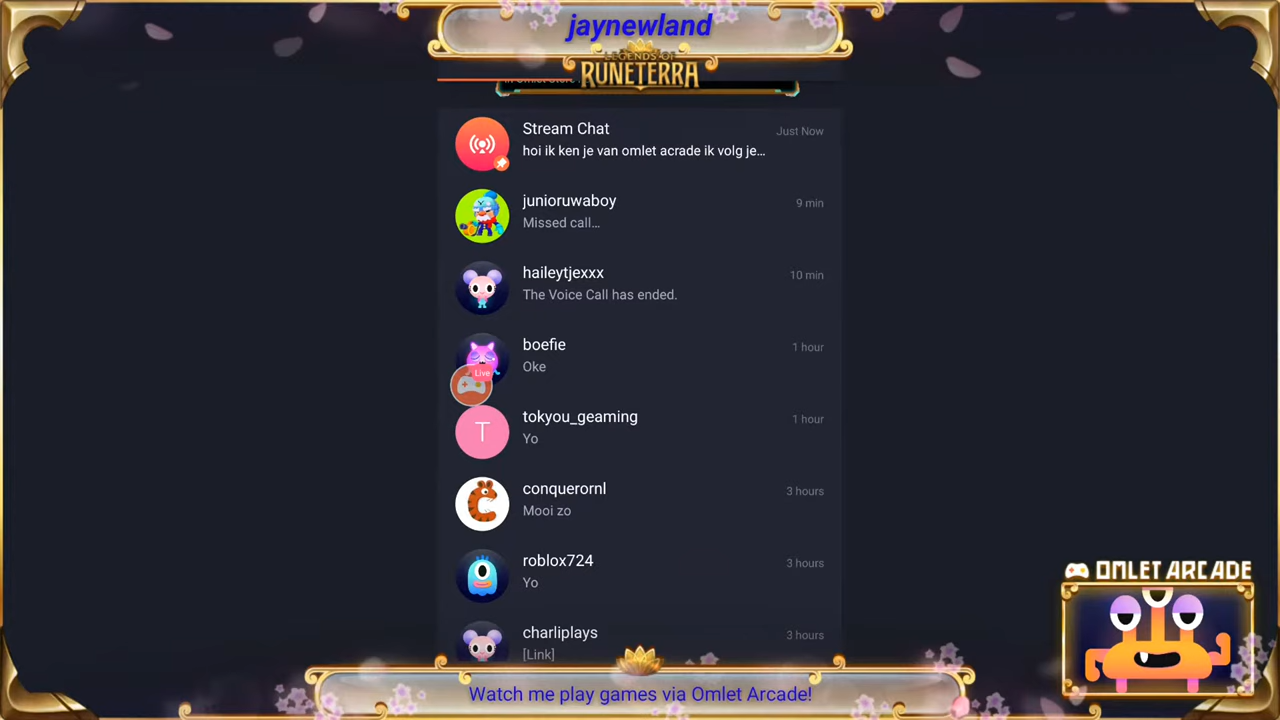 jaynewland
LEGENDS OF
RUNETERRA
Stream Chat
Just Now
hoi ik ken je van omlet acrade ik volg je…
junioruwaboy
9 min
Missed call…
haileytjexxx
10 min
The Voice Call has ended.
boefie
1 hour
Oke
Live
tokyou_geaming
1 hour
T
Yo
conquerornl
3 hours
Mooi zo
roblox724
3 hours
Yo
charliplays
3 hours
[Link]
OMLET ARCADE
Watch me play games via Omlet Arcade!